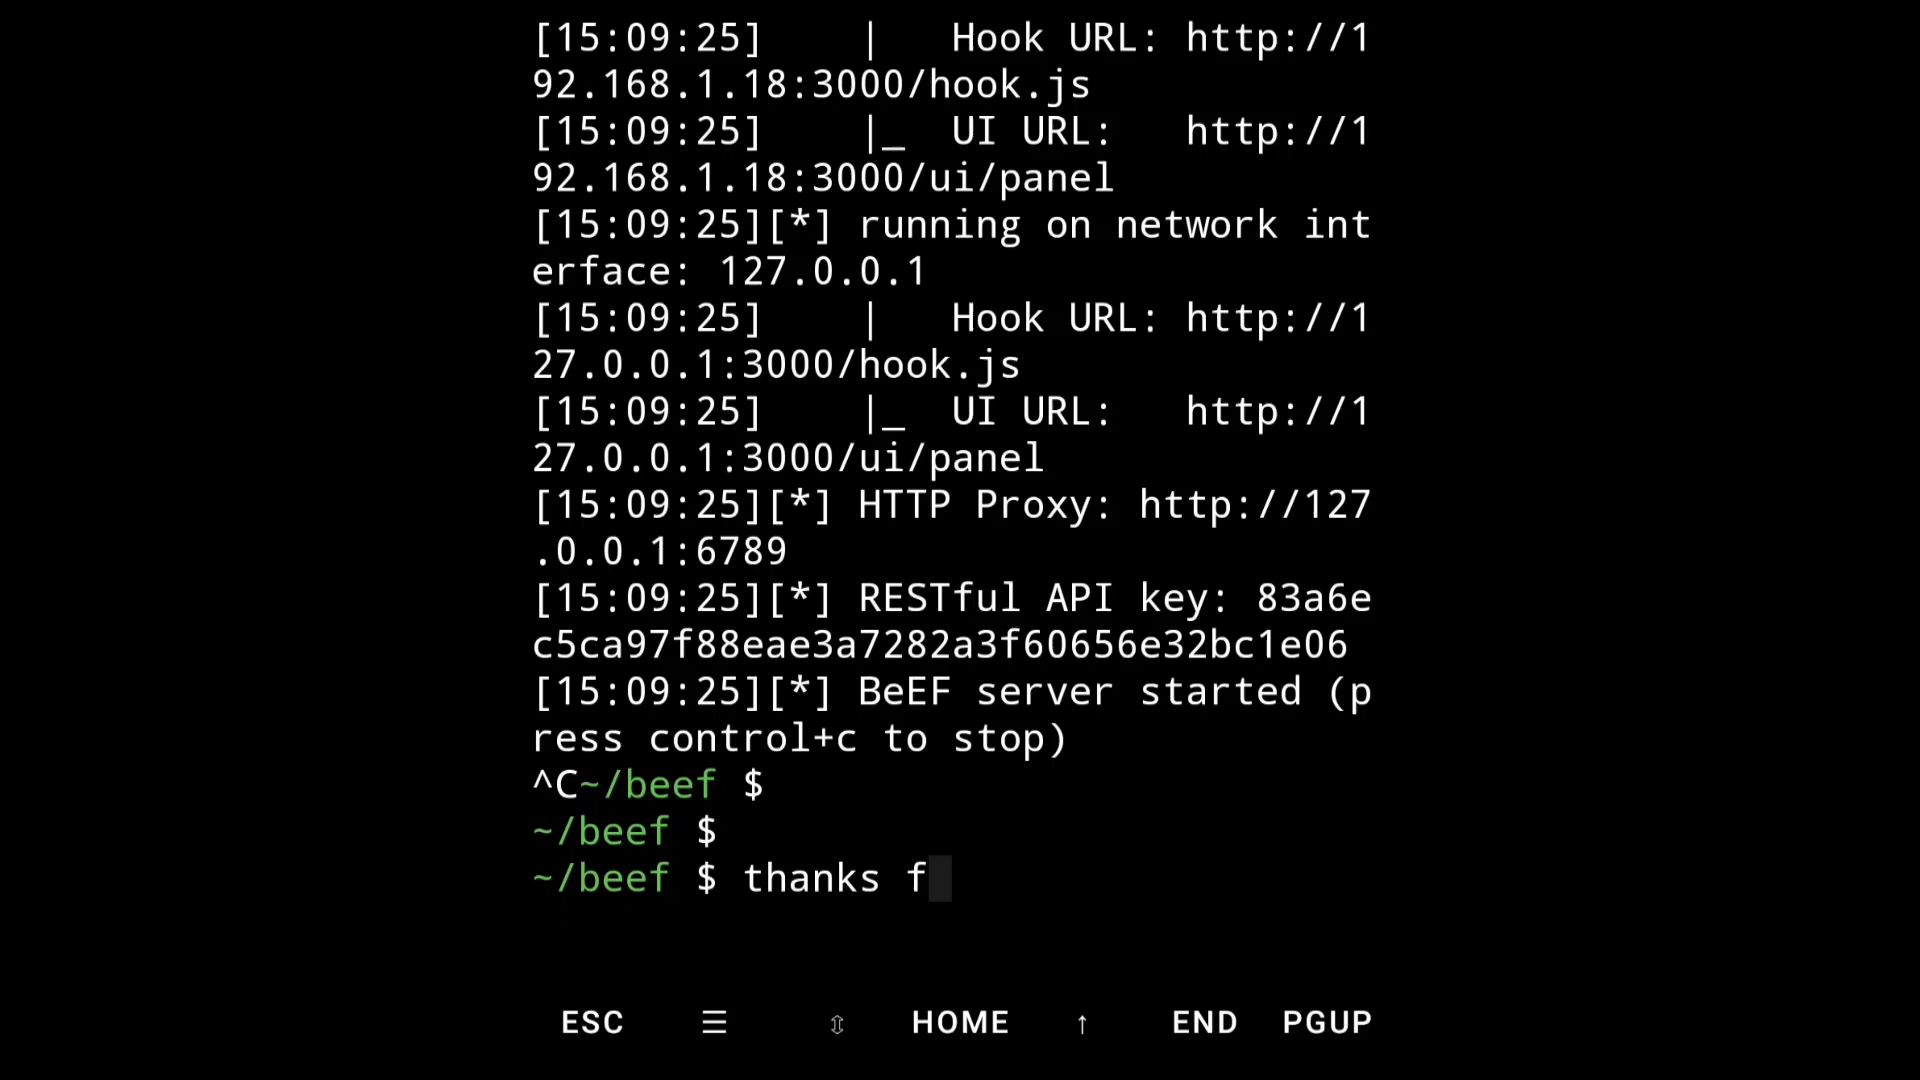 [15:09:25]    |   Hook URL: http://1
92.168.1.18:3000/hook.js
[15:09:25]    |_  UI URL:   http://1
92.168.1.18:3000/ui/panel
[15:09:25][*] running on network int
erface: 127.0.0.1
[15:09:25]    |   Hook URL: http://1
27.0.0.1:3000/hook.js
[15:09:25]    |_  UI URL:   http://1
27.0.0.1:3000/ui/panel
[15:09:25][*] HTTP Proxy: http://127
.0.0.1:6789
[15:09:25][*] RESTful API key: 83a6e
c5ca97f88eae3a7282a3f60656e32bc1e06
[15:09:25][*] BeEF server started (p
ress control+c to stop)
^C~/beef $
~/beef $
~/beef $ thanks f
ESC ☰ ⇳ HOME ↑ END PGUP